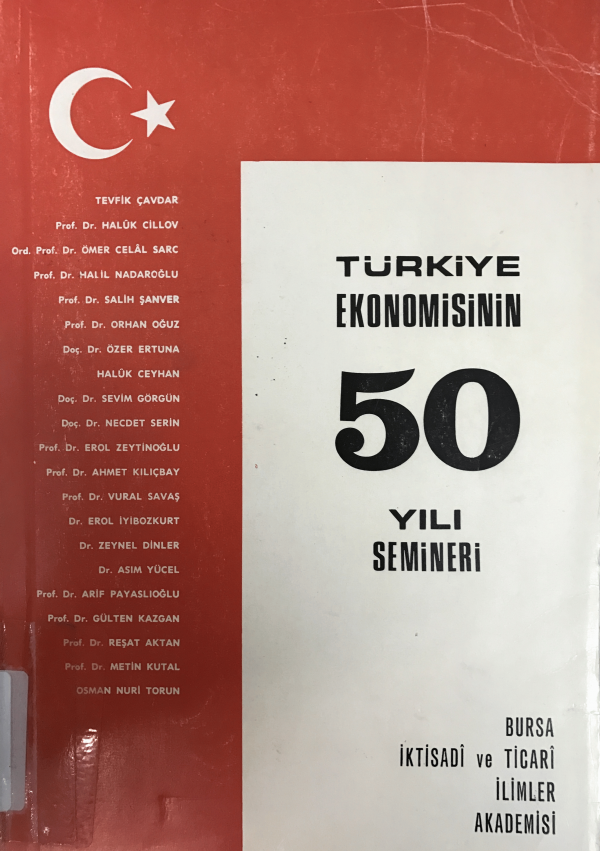 TEVFİK ÇAVDAR
Prof. Dr. HALÛK CİLLOV
Ord. Prof. Dr. ÖMER CELÂL SARC
Prof. Dr. HALİL NADAROĞLU
Prof. Dr. SALİH ŞANVER
Prof. Dr. ORHAN OĞUZ
Doç. Dr. ÖZER ERTUNA
HALÛK CEYHAN
Doç. Dr. SEVİM GÖRGÜN
Doç. Dr. NECDET SERİN
Prof. Dr. EROL ZEYTİNOĞLU
Prof. Dr. AHMET KILIÇBAY
Prof. Dr. VURAL SAVAŞ
Dr. EROL İYİBOZKURT
Dr. ZEYNEL DİNLER
Dr. ASIM YÜCEL
Prof. Dr. ARİF PAYASLIOĞLU
Prof. Dr. GÜLTEN KAZGAN
Prof. Dr. REŞAT AKTAN
Prof. Dr. METİN KUTAL
OSMAN NURİ TORUN
TÜRKİYE
EKONOMİSİNİN
50
YILI
SEMİNERİ
BURSA
İKTİSADÎ ve TİCARÎ
İLİMLER
AKADEMİSİ